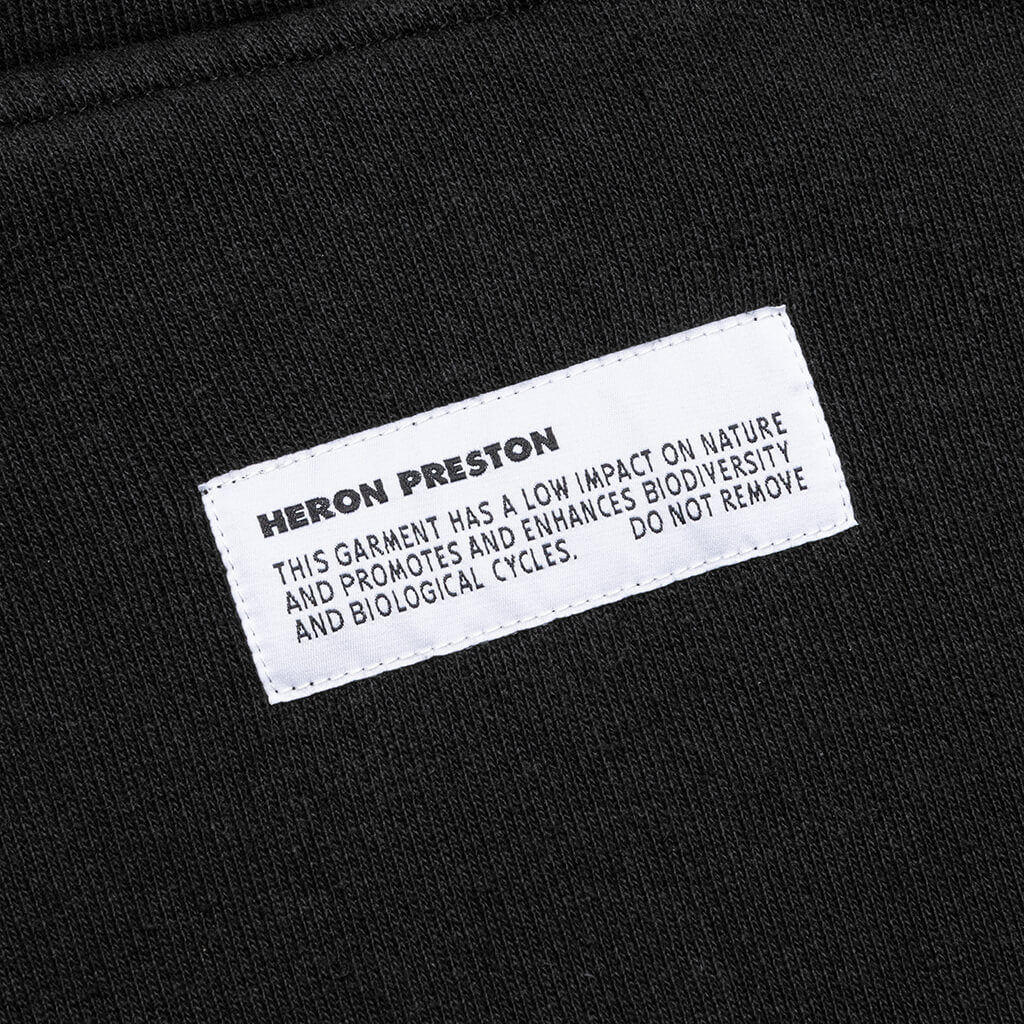 HERON PRESTON
THIS GARMENT HAS A LOW IMPACT ON NATURE
AND PROMOTES AND ENHANCES BIODIVERSITY
AND BIOLOGICAL CYCLES. DO NOT REMOVE